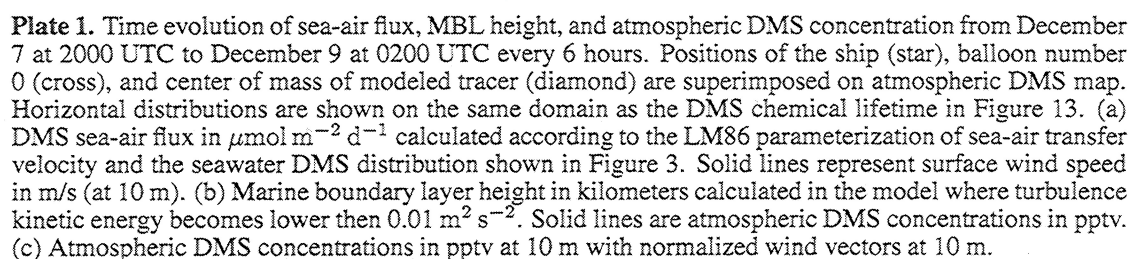 Plate 1. Time evolution of sea-air flux, MBL height, and atmospheric DMS concentration from December
7 at 2000 UTC to December 9 at 0200 UTC every 6 hours. Positions of the ship (star), balloon number
0 (cross), and center of mass of modeled tracer (diamond) are superimposed on atmospheric DMS map.
Horizontal distributions are shown on the same domain as the DMS chemical lifetime in Figure 13. (a)
DMS sea-air flux in μmol m⁻² d⁻¹ calculated according to the LM86 parameterization of sea-air transfer
velocity and the seawater DMS distribution shown in Figure 3. Solid lines represent surface wind speed
in m/s (at 10 m). (b) Marine boundary layer height in kilometers calculated in the model where turbulence
kinetic energy becomes lower then 0.01 m² s⁻². Solid lines are atmospheric DMS concentrations in pptv.
(c) Atmospheric DMS concentrations in pptv at 10 m with normalized wind vectors at 10 m.